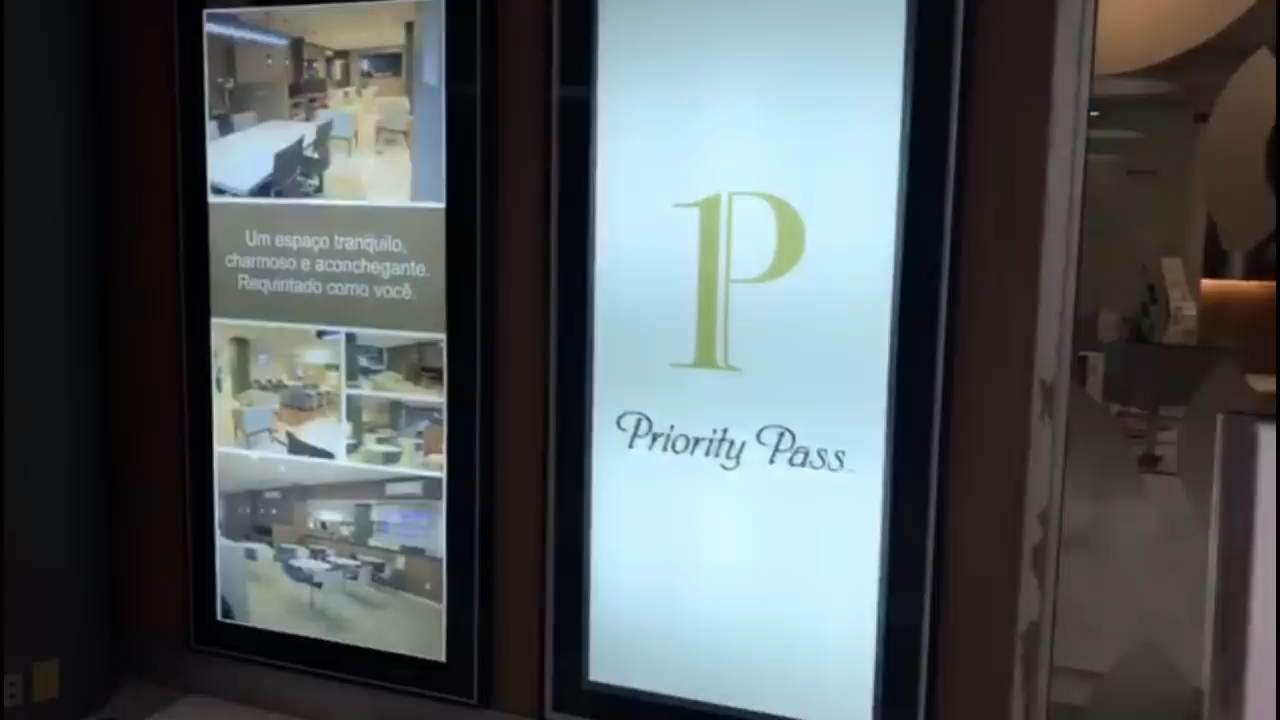 Um espaço tranquilo,
charmoso e aconchegante.
Requintado como você.
P
Priority Pass